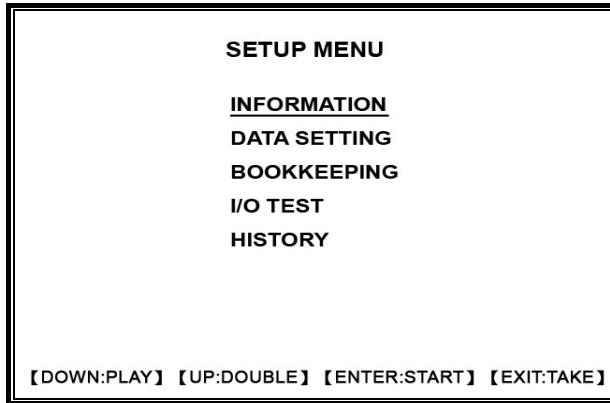 SETUP MENU
INFORMATION
DATA SETTING
BOOKKEEPING
I/O TEST
HISTORY
【DOWN:PLAY】【UP:DOUBLE】【ENTER:START】【EXIT:TAKE】